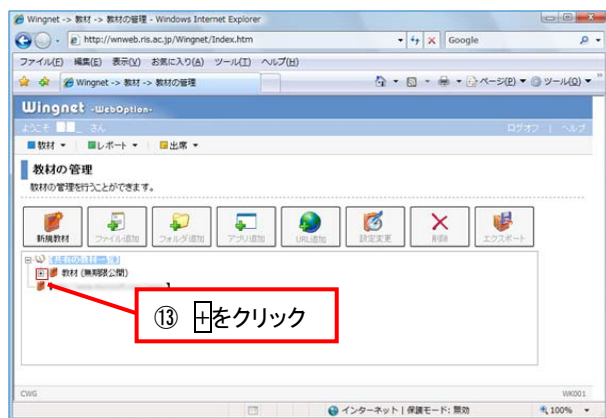 Wingnet -> 教材 -> 教材の管理 - Windows Internet Explorer
http://wnweb.ris.ac.jp/Wingnet/Index.htm
Google
ファイル(F) 編集(E) 表示(V) お気に入り(A) ツール(T) ヘルプ(H)
Wingnet -> 教材 -> 教材の管理
ページ(P) ツール(O)
Wingnet -WebOption-
ようこそ さん
ログオフ | ヘルプ
教材 レポート 出席
教材の管理
教材の管理を行うことができます。
新規教材 ファイル追加 フォルダ追加 アプリ追加 URL追加 設定変更 削除 エクスポート
[共有の教材一覧]
教材 (無期限公開)
⑬ +をクリック
CWG
WK001
インターネット | 保護モード: 無効
100%